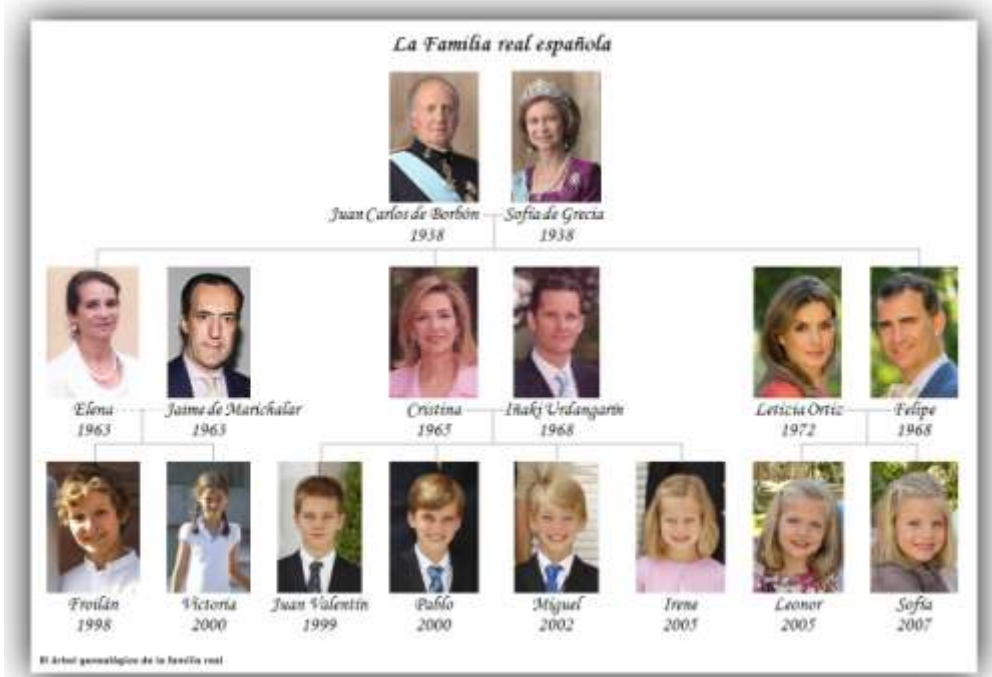 La Familia real española
Juan Carlos de Borbón Sofía de Grecia
1938 1938
Elena Jaime de Marichalar Cristina Iñaki Urdangarín Leticia Ortiz Felipe
1963 1963 1965 1968 1972 1968
Froilán Victoria Juan Valentín Pablo Miguel Irene Leonor Sofía
1998 2000 1999 2000 2002 2005 2005 2007
El árbol genealógico de la familia real